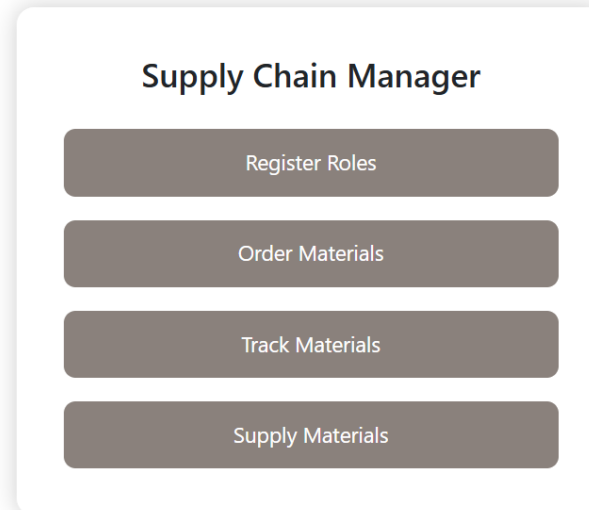 Supply Chain Manager
Register Roles
Order Materials
Track Materials
Supply Materials